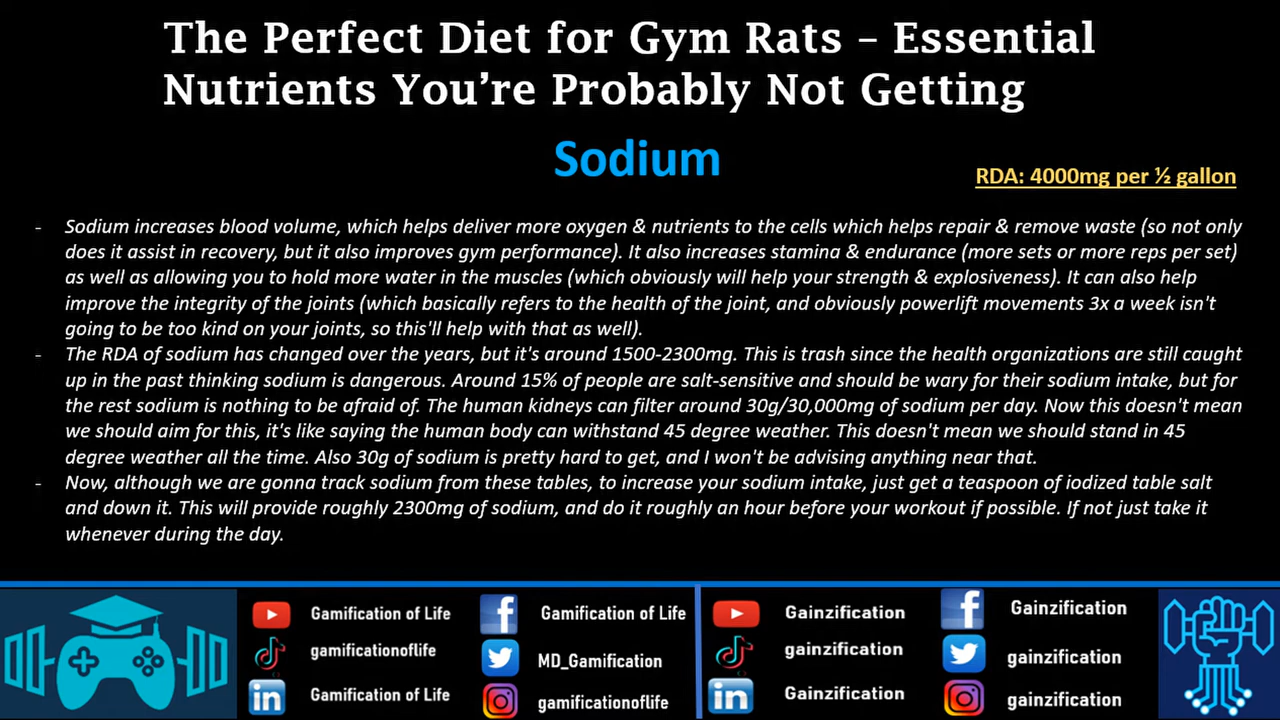 The Perfect Diet for Gym Rats – Essential
Nutrients You're Probably Not Getting
Sodium
RDA: 4000mg per ½ gallon
- Sodium increases blood volume, which helps deliver more oxygen & nutrients to the cells which helps repair & remove waste (so not only
does it assist in recovery, but it also improves gym performance). It also increases stamina & endurance (more sets or more reps per set)
as well as allowing you to hold more water in the muscles (which obviously will help your strength & explosiveness). It can also help
improve the integrity of the joints (which basically refers to the health of the joint, and obviously powerlift movements 3x a week isn't
going to be too kind on your joints, so this'll help with that as well).
- The RDA of sodium has changed over the years, but it's around 1500-2300mg. This is trash since the health organizations are still caught
up in the past thinking sodium is dangerous. Around 15% of people are salt-sensitive and should be wary for their sodium intake, but for
the rest sodium is nothing to be afraid of. The human kidneys can filter around 30g/30,000mg of sodium per day. Now this doesn't mean
we should aim for this, it's like saying the human body can withstand 45 degree weather. This doesn't mean we should stand in 45
degree weather all the time. Also 30g of sodium is pretty hard to get, and I won't be advising anything near that.
- Now, although we are gonna track sodium from these tables, to increase your sodium intake, just get a teaspoon of iodized table salt
and down it. This will provide roughly 2300mg of sodium, and do it roughly an hour before your workout if possible. If not just take it
whenever during the day.
Gamification of Life
gamificationoflife
Gamification of Life
Gamification of Life
MD_Gamification
gamificationoflife
Gainzification
gainzification
Gainzification
Gainzification
gainzification
gainzification